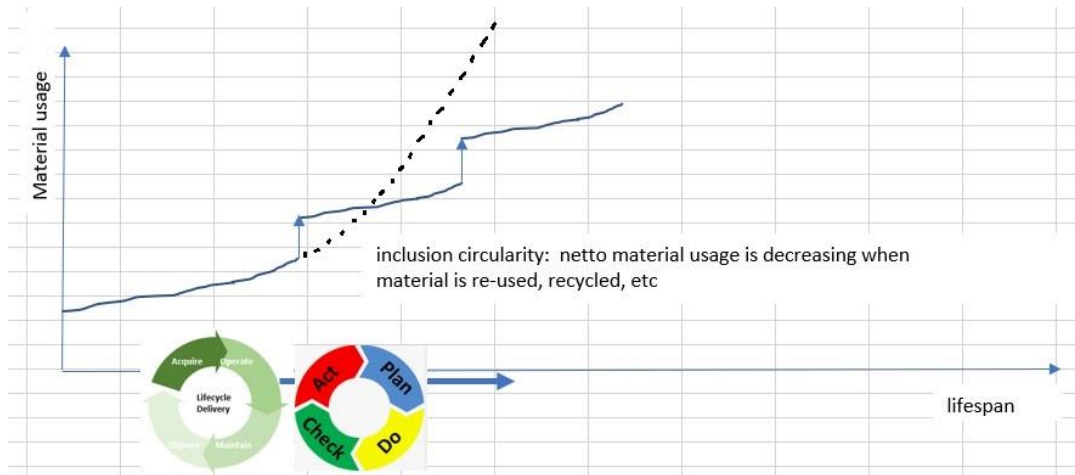 Material usage
inclusion circularity: netto material usage is decreasing when
material is re-used, recycled, etc
Acquire
Operate
Lifecycle
Delivery
Dispose
Maintain
Act
Plan
Check
Do
lifespan